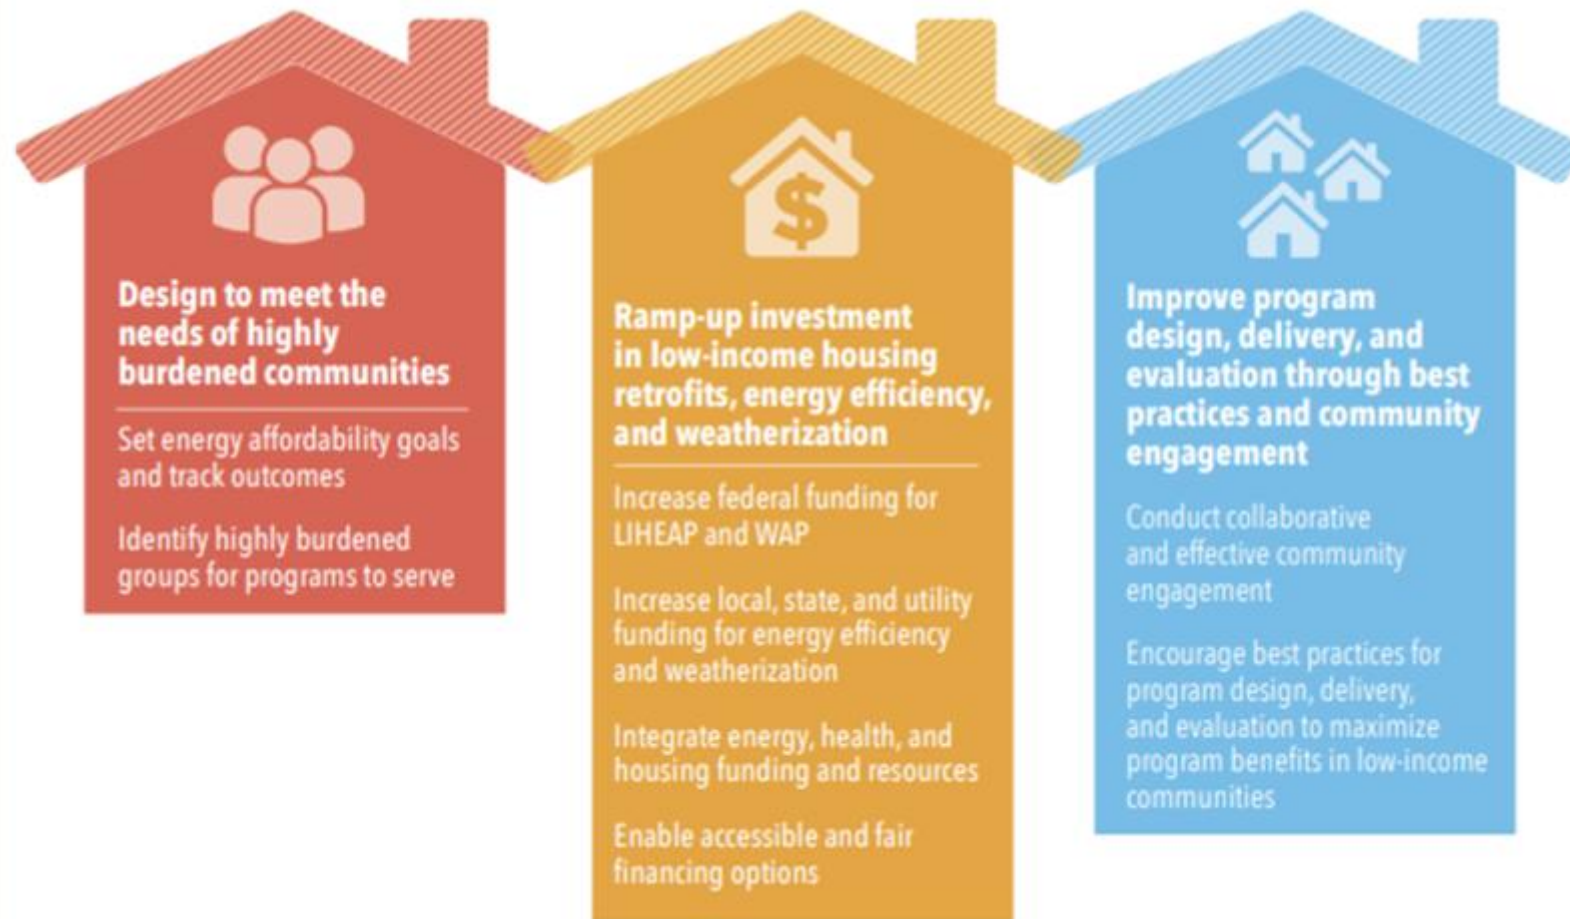 Design to meet the
needs of highly
burdened communities
Set energy affordability goals
and track outcomes
Identify highly burdened
groups for programs to serve
$
Ramp-up investment
in low-income housing
retrofits, energy efficiency,
and weatherization
Increase federal funding for
LIHEAP and WAP
Increase local, state, and utility
funding for energy efficiency
and weatherization
Integrate energy, health, and
housing funding and resources
Enable accessible and fair
financing options
Improve program
design, delivery, and
evaluation through best
practices and community
engagement
Conduct collaborative
and effective community
engagement
Encourage best practices for
program design, delivery,
and evaluation to maximize
program benefits in low-income
communities